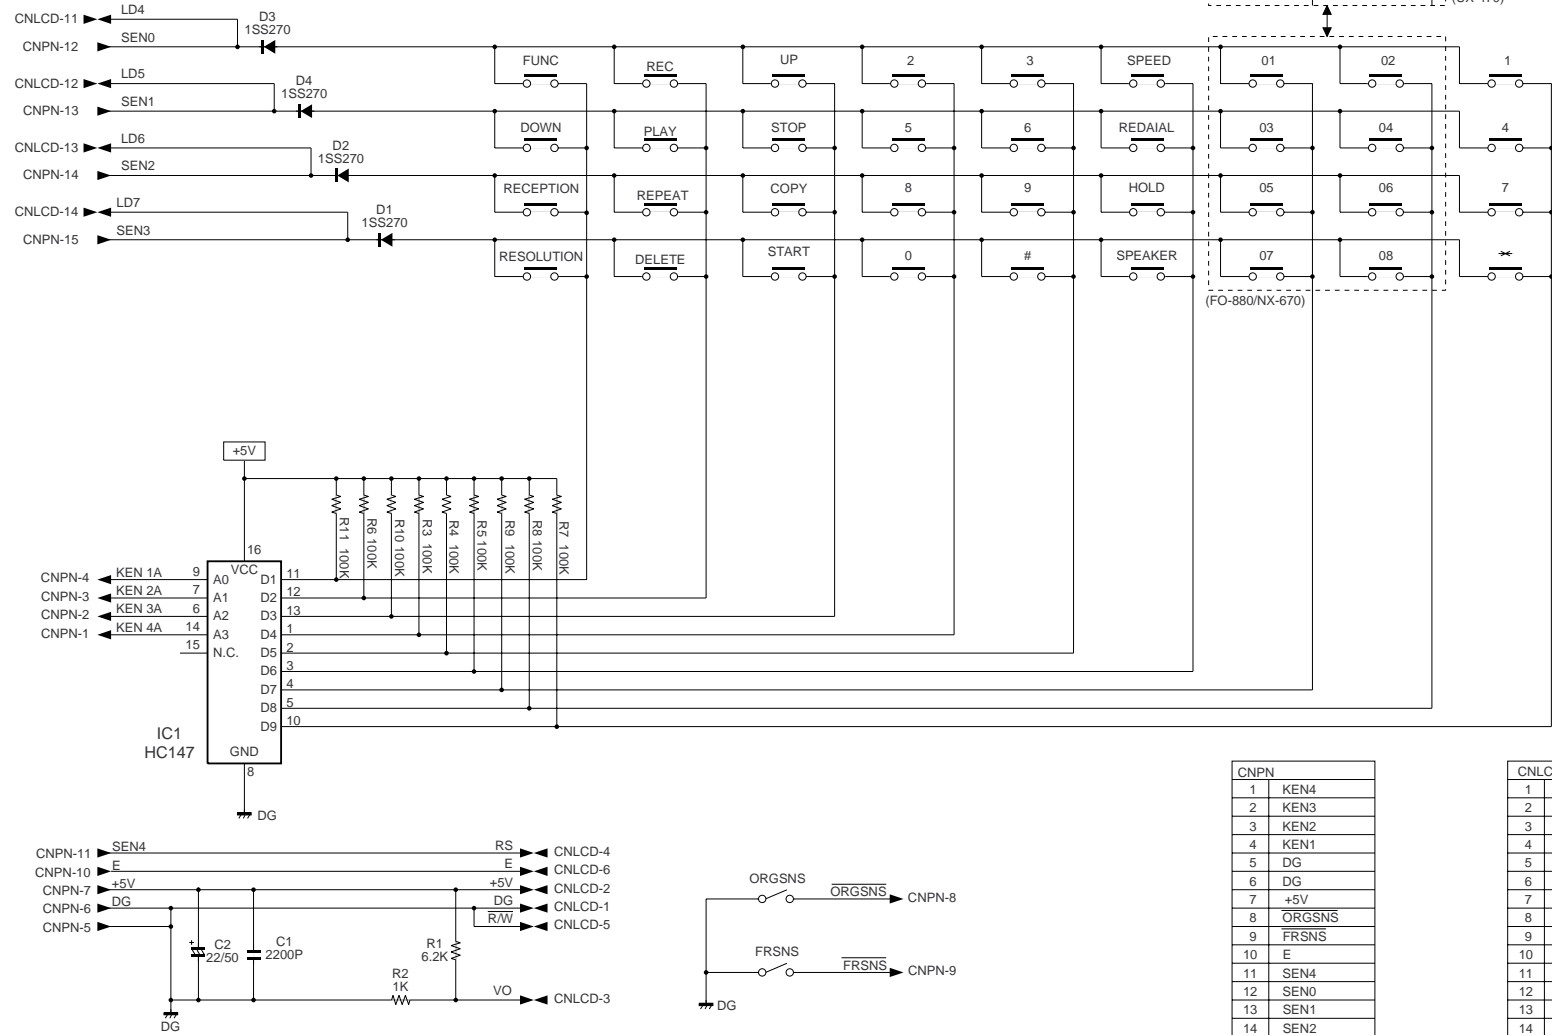 CNLCD-11 LD4
CNPN-12 SEN0
D3
1SS270
CNLCD-12 LD5
CNPN-13 SEN1
D4
1SS270
CNLCD-13 LD6
CNPN-14 SEN2
D2
1SS270
CNLCD-14 LD7
CNPN-15 SEN3
D1
1SS270
FUNC REC UP 2 3 SPEED 01 02 1
DOWN PLAY STOP 5 6 REDAIAL 03 04 4
RECEPTION REPEAT COPY 8 9 HOLD 05 06 7
RESOLUTION DELETE START 0 # SPEAKER 07 08 *
(FO-880/NX-670)
+5V
R11 100K
R6 100K
R10 100K
R3 100K
R4 100K
R5 100K
R9 100K
R8 100K
R7 100K
16
VCC
CNPN-4 KEN 1A 9 A0 D1 11
CNPN-3 KEN 2A 7 A1 D2 12
CNPN-2 KEN 3A 6 A2 D3 13
CNPN-1 KEN 4A 14 A3 D4 1
15 N.C. D5 2
D6 3
D7 4
D8 5
D9 10
IC1
HC147
GND
8
DG
CNPN-11 SEN4 RS CNLCD-4
CNPN-10 E E CNLCD-6
CNPN-7 +5V +5V CNLCD-2
CNPN-6 DG DG CNLCD-1
CNPN-5 R/W CNLCD-5
+
C2
22/50
C1
2200P
R1
6.2K
R2
1K
VO CNLCD-3
DG
ORGSNS ORGSNS CNPN-8
FRSNS FRSNS CNPN-9
DG
CNPN
1 KEN4
2 KEN3
3 KEN2
4 KEN1
5 DG
6 DG
7 +5V
8 ORGSNS
9 FRSNS
10 E
11 SEN4
12 SEN0
13 SEN1
14 SEN2
CNLC
1
2
3
4
5
6
7
8
9
10
11
12
13
14